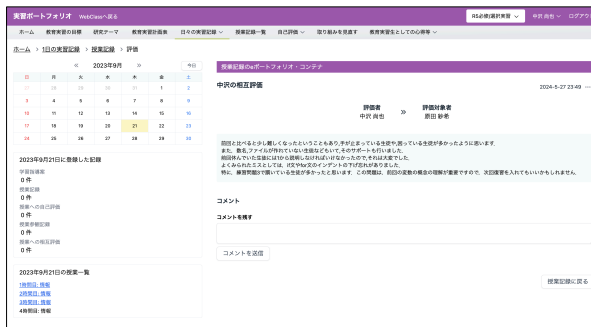 実習ポートフォリオ WebClassへ戻る
R5必修(選択実習 中沢 尚也 ログアウ
ホーム 教育実習の目標 研究テーマ 教育実習計画表 日々の実習記録 授業記録一覧 自己評価 取り組みを見直す 教育実習生としての心得等
ホーム > 1日の実習記録 > 授業記録 > 評価
« 2023年9月 » 今日
日 月 火 水 木 金 土
27 28 29 30 31 1 2
3 4 5 6 7 8 9
10 11 12 13 14 15 16
17 18 19 20 21 22 23
24 25 26 27 28 29 30
2023年9月21日に登録した記録
学習指導案
0 件
授業記録
0 件
授業への自己評価
0 件
授業参観記録
0 件
授業への相互評価
0 件
2023年9月21日の授業一覧
1時間目: 情報
2時間目: 情報
3時間目: 情報
4時間目: 情報
授業記録のeポートフォリオ・コンテナ
中沢の相互評価 2024-5-27 23:49 ...
評価者 » 評価対象者
中沢 尚也 原田 紗希
前回と比べると少し難しくなったということもあり,手が止まっている生徒や,困っている生徒が多かったように思います.
また, 数名,ファイルが作れていない生徒などもいて,そのサポートも行いました.
前回休んでいた生徒には1から説明しなければいけなかったので,それは大変でした.
よくみられたミスとしては, if文やfor文のインデントの下げ忘れがありました.
特に, 練習問題3で躓いている生徒が多かったと思います. この問題は, 前回の変数の概念の理解が重要ですので, 次回復習を入れてもいいかもしれません.
コメント
コメントを残す
コメントを送信
授業記録に戻る